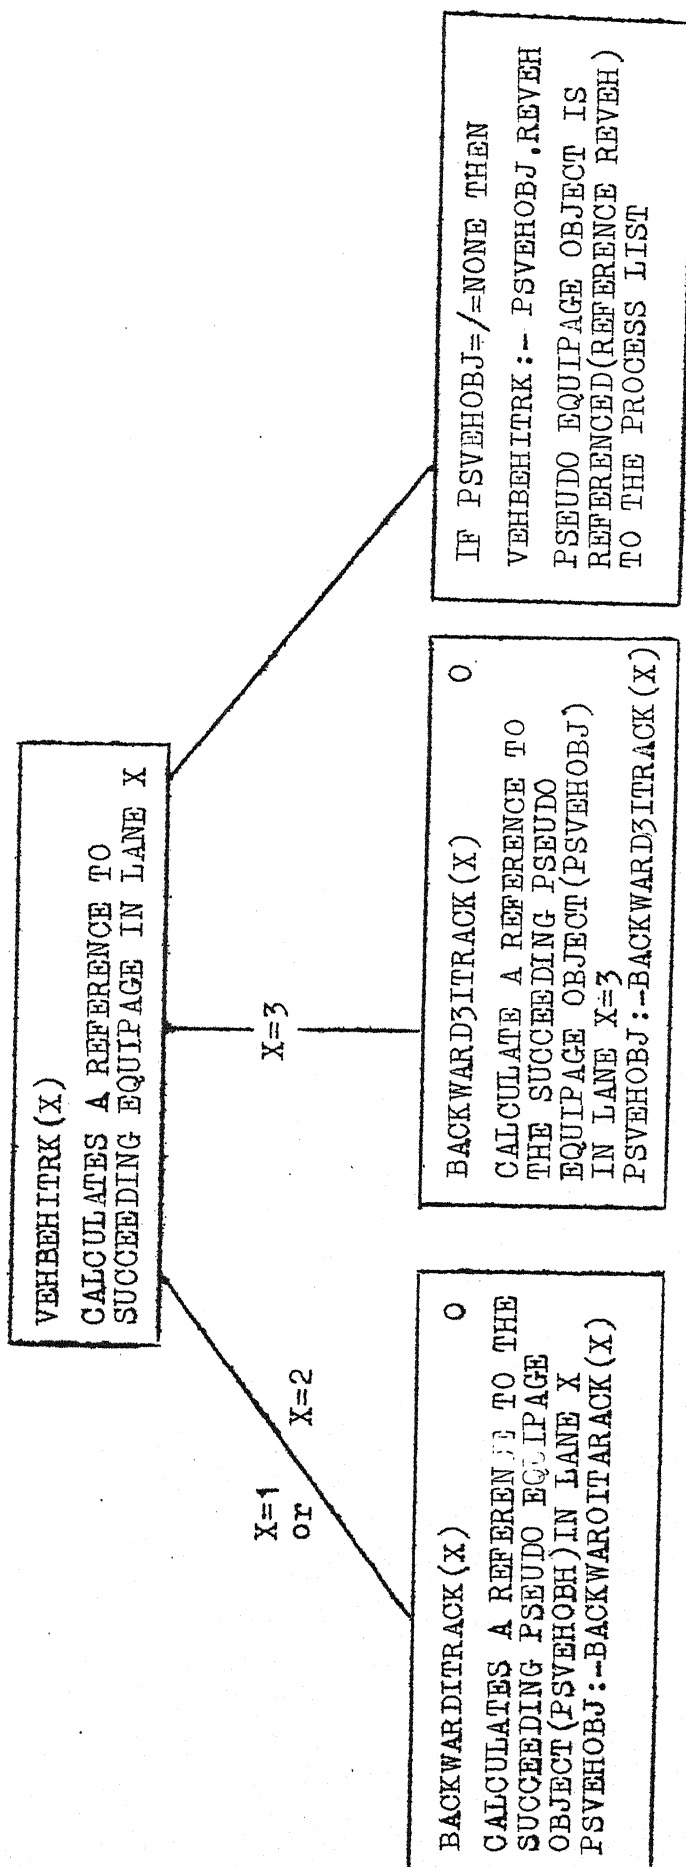 VEHBEHITRK(X)
CALCULATES A REFERENCE TO
SUCCEEDING EQUIPAGE IN LANE X
X=1
or X=2
X=3
BACKWARDITRACK(X) O
CALCULATES A REFERENCE TO THE
SUCCEEDING PSEUDO EQUIPAGE
OBJECT(PSVEHOBH)IN LANE X
PSVEHOBJ:-BACKWAROITARACK(X)
BACKWARD3ITRACK(X) O
CALCULATE A REFERENCE TO
THE SUCCEEDING PSEUDO
EQUIPAGE OBJECT(PSVEHOBJ)
IN LANE X=3
PSVEHOBJ:-BACKWARD3ITRACK(X)
IF PSVEHOBJ=/=NONE THEN
VEHBEHITRK:- PSVEHOBJ.REVEH
PSEUDO EQUIPAGE OBJECT IS
REFERENCED(REFERENCE REVEH)
TO THE PROCESS LIST